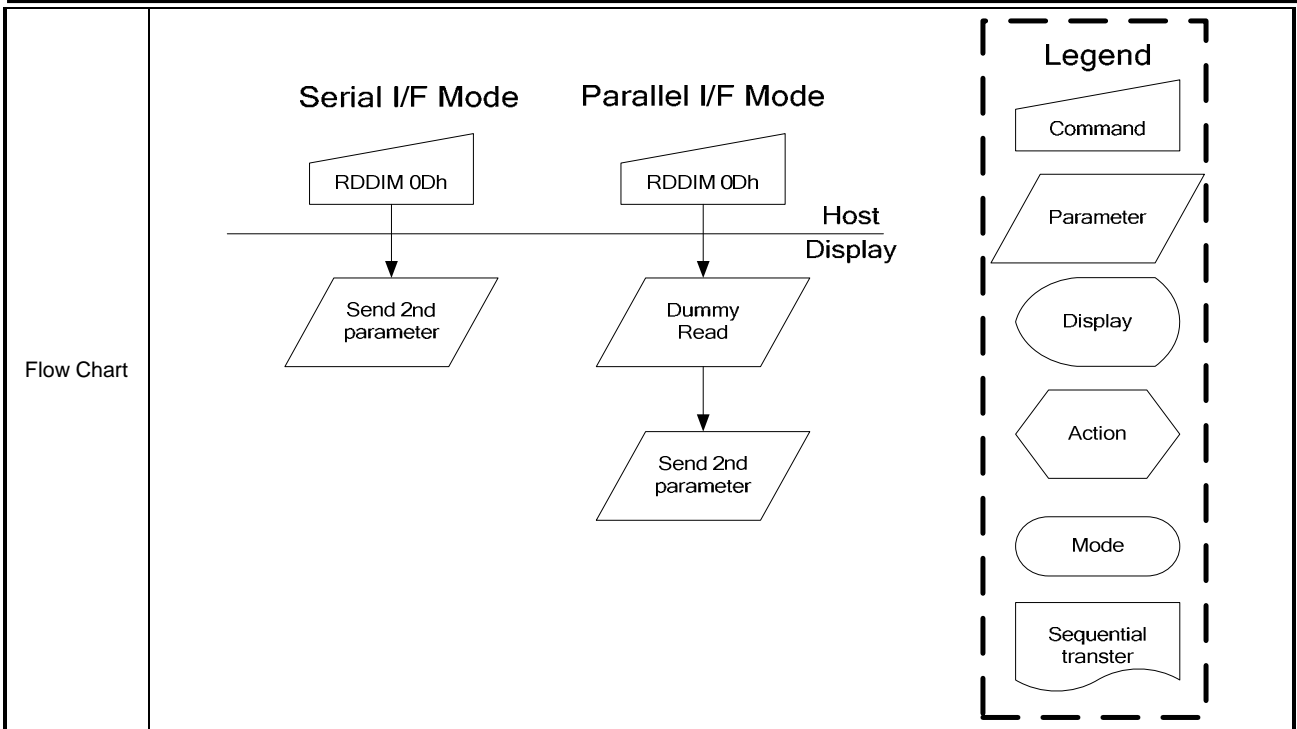 Flow Chart
Serial I/F Mode
Parallel I/F Mode
RDDIM 0Dh
RDDIM 0Dh
Host
Display
Send 2nd
parameter
Dummy
Read
Send 2nd
parameter
Legend
Command
Parameter
Display
Action
Mode
Sequential
transter